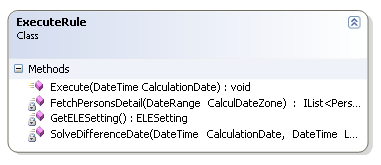 ExecuteRule
Class
Methods
Execute(DateTime CalculationDate) : void
FetchPersonsDetail(DateRange CalculDateZone) : IList<Pers...
GetELESetting() : ELESetting
SolveDifferenceDate(DateTime CalculationDate, DateTime L...